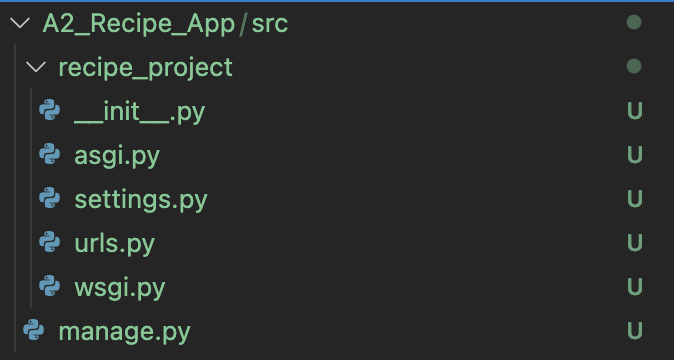 A2_Recipe_App/src
recipe_project
__init__.py U
asgi.py U
settings.py U
urls.py U
wsgi.py U
manage.py U